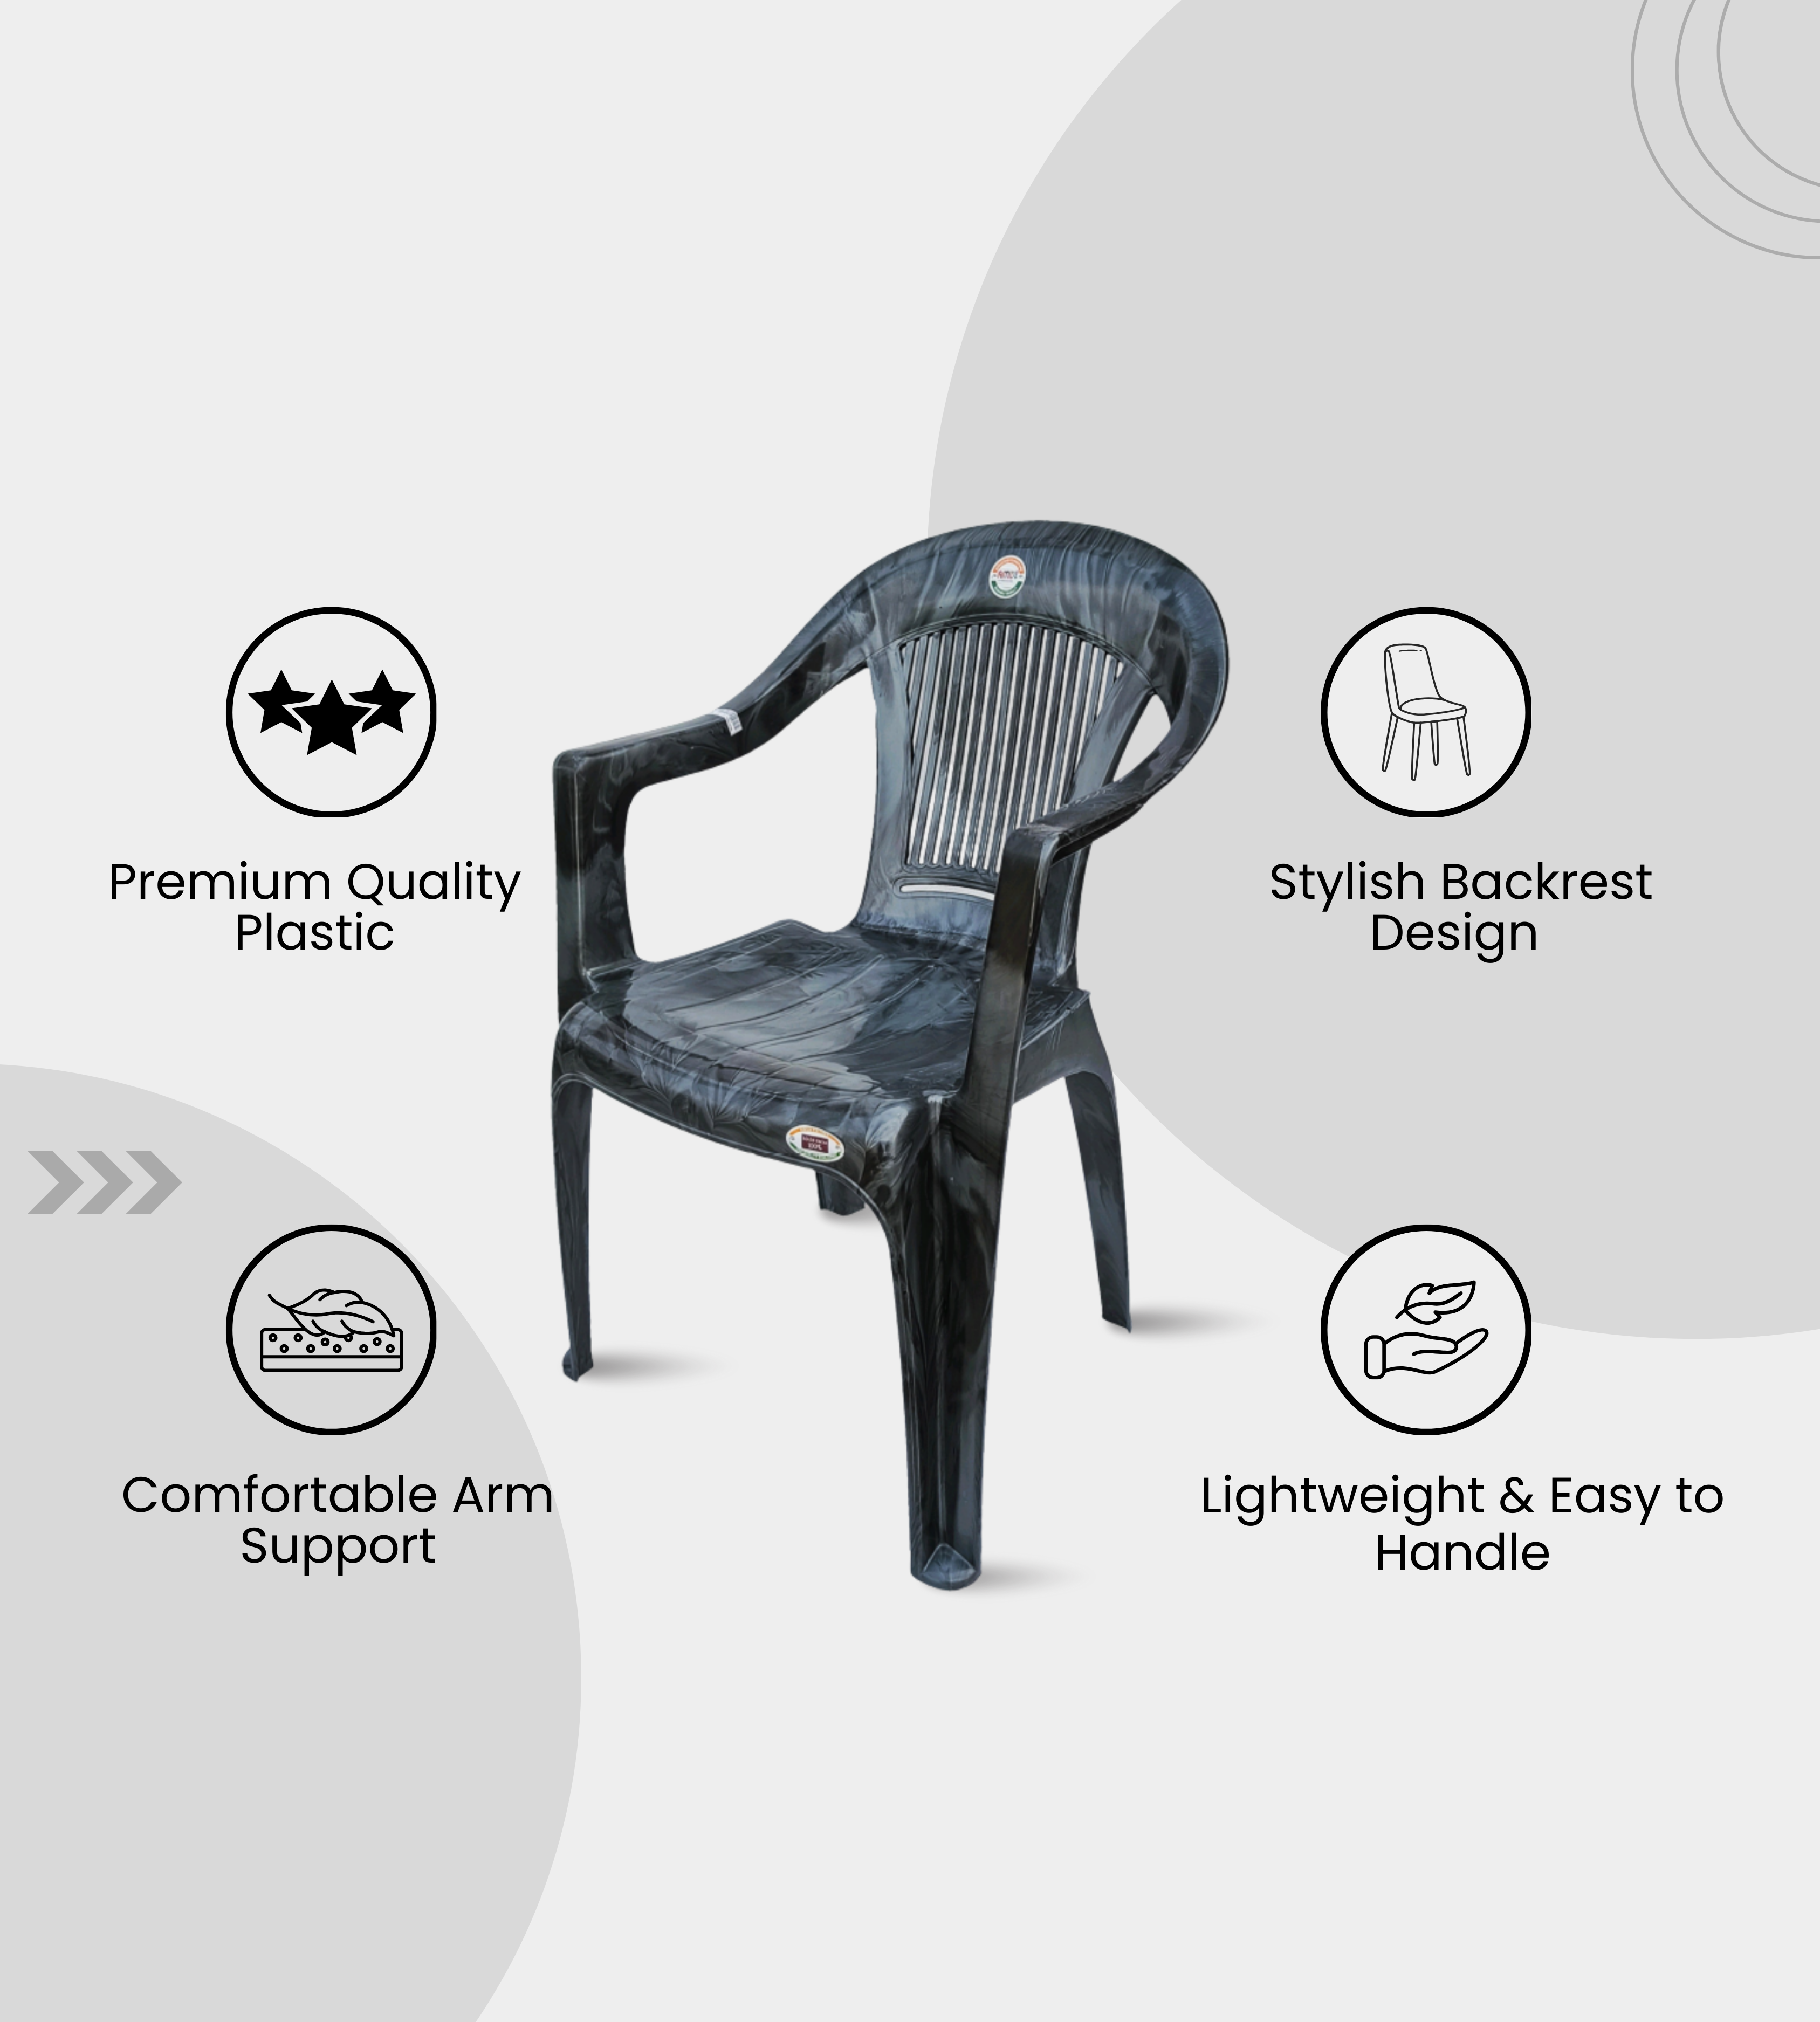 Premium Quality
Plastic
Stylish Backrest
Design
Comfortable Arm
Support
Lightweight & Easy to
Handle